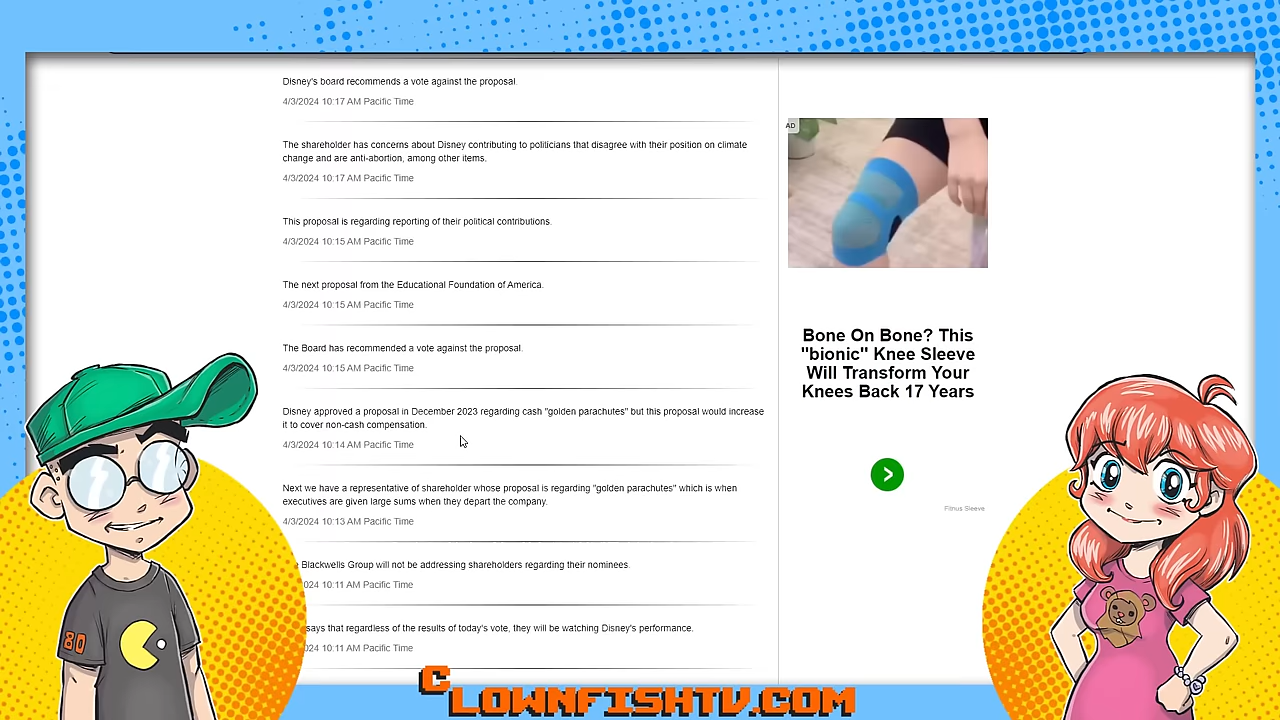 Disney's board recommends a vote against the proposal.
4/3/2024 10:17 AM Pacific Time
The shareholder has concerns about Disney contributing to politicians that disagree with their position on climate
change and are anti-abortion, among other items.
4/3/2024 10:17 AM Pacific Time
This proposal is regarding reporting of their political contributions.
4/3/2024 10:15 AM Pacific Time
The next proposal from the Educational Foundation of America.
4/3/2024 10:15 AM Pacific Time
The Board has recommended a vote against the proposal.
4/3/2024 10:15 AM Pacific Time
Disney approved a proposal in December 2023 regarding cash "golden parachutes" but this proposal would increase
it to cover non-cash compensation.
4/3/2024 10:14 AM Pacific Time
Next we have a representative of shareholder whose proposal is regarding "golden parachutes" which is when
executives are given large sums when they depart the company.
4/3/2024 10:13 AM Pacific Time
Blackwells Group will not be addressing shareholders regarding their nominees.
024 10:11 AM Pacific Time
says that regardless of the results of today's vote, they will be watching Disney's performance.
024 10:11 AM Pacific Time
AD
Bone On Bone? This
"bionic" Knee Sleeve
Will Transform Your
Knees Back 17 Years
Sleeve
80
CLOWNFISHTV.COM